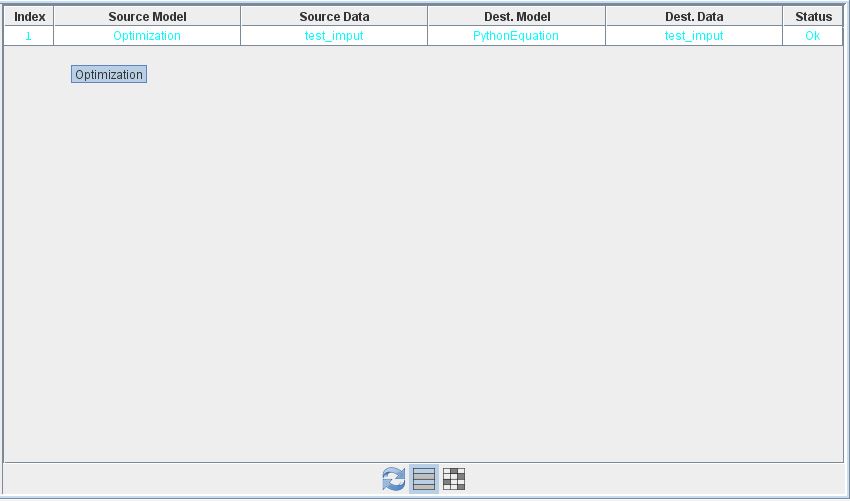 Index Source Model Source Data Dest. Model Dest. Data Status
1 Optimization test_imput PythonEquation test_imput Ok
Optimization